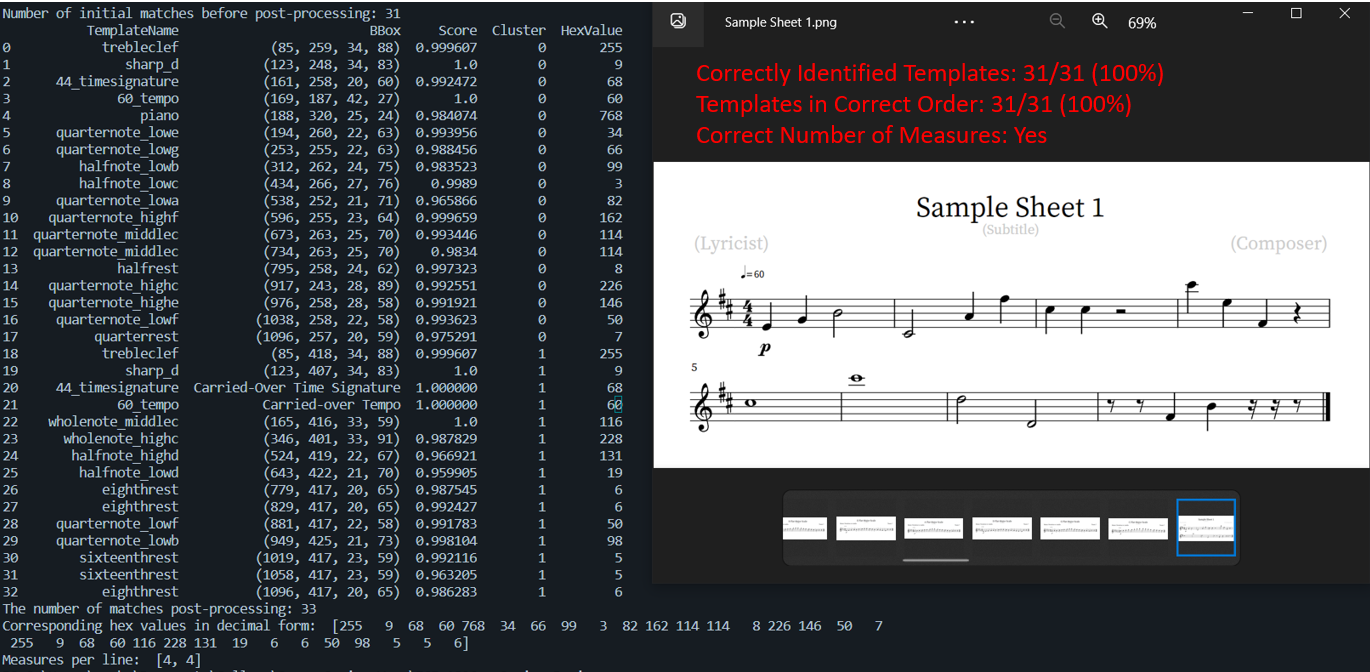 Number of initial matches before post-processing: 31
TemplateName BBox Score Cluster HexValue
0 trebleclef (85, 259, 34, 88) 0.999607 0 255
1 sharp_d (123, 248, 34, 83) 1.0 0 9
2 44_timesignature (161, 258, 20, 60) 0.992472 0 68
3 60_tempo (169, 187, 42, 27) 1.0 0 60
4 piano (188, 320, 25, 24) 0.984074 0 768
5 quarternote_lowe (194, 260, 22, 63) 0.993956 0 34
6 quarternote_lowg (253, 255, 22, 63) 0.988456 0 66
7 halfnote_lowb (312, 262, 24, 75) 0.983523 0 99
8 halfnote_lowc (434, 266, 27, 76) 0.9989 0 3
9 quarternote_lowa (538, 252, 21, 71) 0.965866 0 82
10 quarternote_highf (596, 255, 23, 64) 0.999659 0 162
11 quarternote_middlec (673, 263, 25, 70) 0.993446 0 114
12 quarternote_middlec (734, 263, 25, 70) 0.9834 0 114
13 halfrest (795, 258, 24, 62) 0.997323 0 8
14 quarternote_highc (917, 243, 28, 89) 0.992551 0 226
15 quarternote_highe (976, 258, 28, 58) 0.991921 0 146
16 quarternote_lowf (1038, 258, 22, 58) 0.993623 0 50
17 quarterrest (1096, 257, 20, 59) 0.975291 0 7
18 trebleclef (85, 418, 34, 88) 0.999607 1 255
19 sharp_d (123, 407, 34, 83) 1.0 1 9
20 44_timesignature Carried-Over Time Signature 1.000000 1 68
21 60_tempo Carried-over Tempo 1.000000 1 60
22 wholenote_middlec (165, 416, 33, 59) 1.0 1 116
23 wholenote_highc (346, 401, 33, 91) 0.987829 1 228
24 halfnote_highd (524, 419, 22, 67) 0.966921 1 131
25 halfnote_lowd (643, 422, 21, 70) 0.959905 1 19
26 eighthrest (779, 417, 20, 65) 0.987545 1 6
27 eighthrest (829, 417, 20, 65) 0.992427 1 6
28 quarternote_lowf (881, 417, 22, 58) 0.991783 1 50
29 quarternote_lowb (949, 425, 21, 73) 0.998104 1 98
30 sixteenthrest (1019, 417, 23, 59) 0.992116 1 5
31 sixteenthrest (1058, 417, 23, 59) 0.963205 1 5
32 eighthrest (1096, 417, 20, 65) 0.986283 1 6
The number of matches post-processing: 33
Corresponding hex values in decimal form: [255 9 68 60 768 34 66 99 3 82 162 114 114 8 226 146 50 7
255 9 68 60 116 228 131 19 6 6 50 98 5 5 6]
Measures per line: [4, 4]
Sample Sheet 1.png
69%
Correctly Identified Templates: 31/31 (100%)
Templates in Correct Order: 31/31 (100%)
Correct Number of Measures: Yes
Sample Sheet 1
(Subtitle)
(Lyricist) (Composer)
=60
4
4
p
5